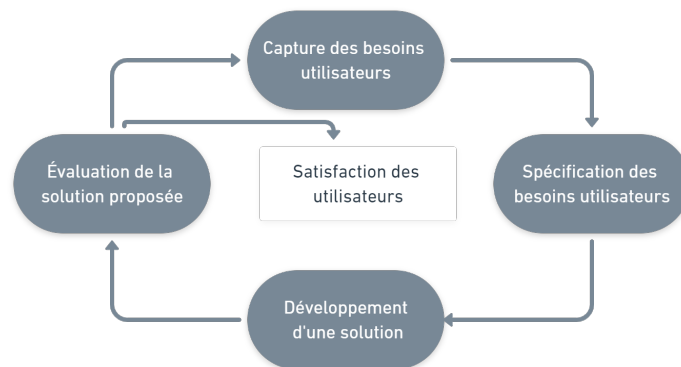 Capture des besoins
utilisateurs
Évaluation de la
solution proposée
Satisfaction des
utilisateurs
Spécification des
besoins utilisateurs
Développement
d'une solution